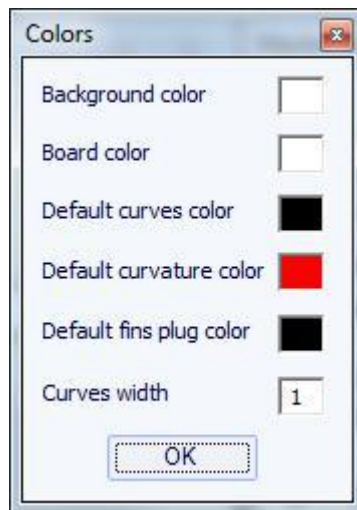 Colors
Background color
Board color
Default curves color
Default curvature color
Default fins plug color
Curves width 1
OK